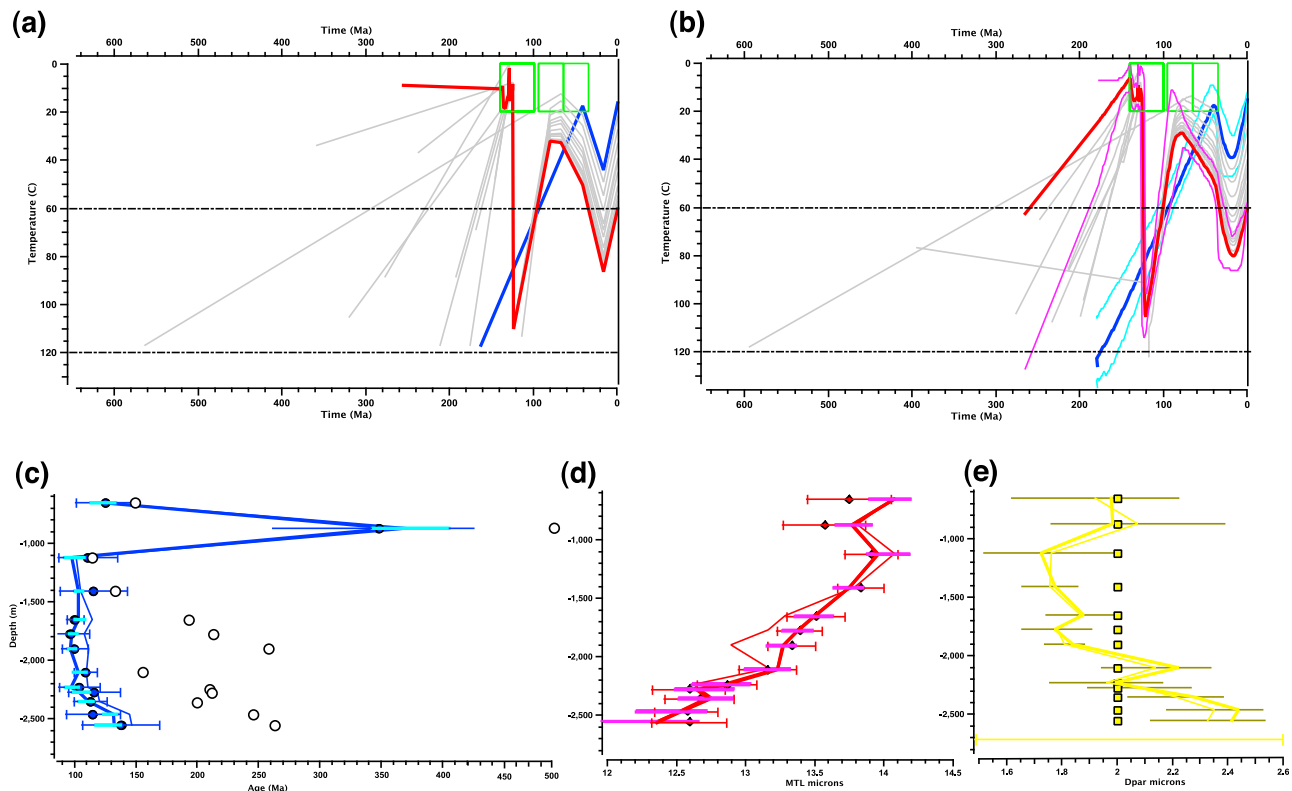 (a)
Time (Ma)
600 500 400 300 200 100 0
0
20
40
60
80
100
120
Temperature (C)
600 500 400 300 200 100 0
Time (Ma)
(b)
Time (Ma)
600 500 400 300 200 100 0
0
20
40
60
80
100
120
Temperature (C)
600 500 400 300 200 100 0
Time (Ma)
(c)
-1,000
-1,500
-2,000
-2,500
Depth (m)
100 150 200 250 300 350 400 450 500
Age (Ma)
(d)
-1,000
-1,500
-2,000
-2,500
12 12.5 13 13.5 14 14.5
MTL microns
(e)
-1,000
-1,500
-2,000
-2,500
1.6 1.8 2 2.2 2.4 2.6
Dpar microns